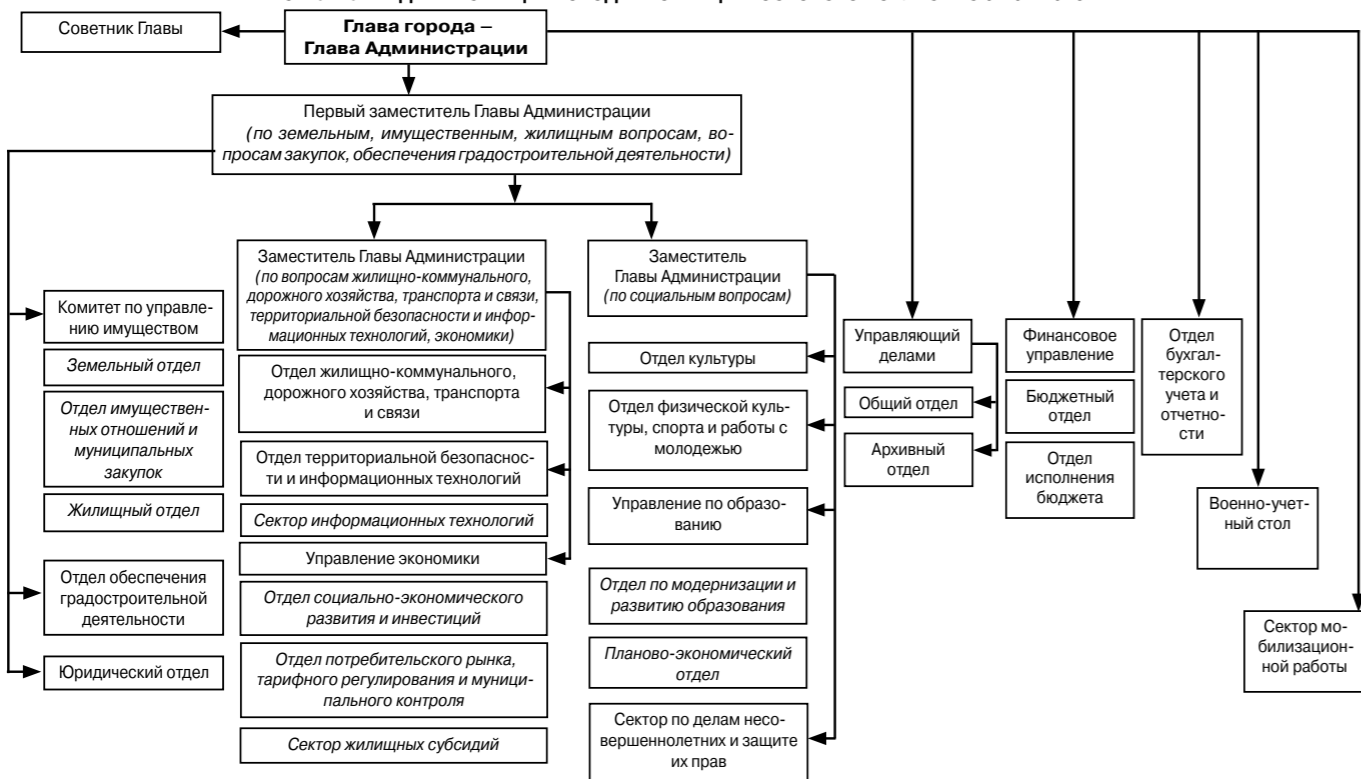 Советник Главы
Глава города –
Глава Администрации
Первый заместитель Главы Администрации
(по земельным, имущественным, жилищным вопросам, во-
просам закупок, обеспечения градостроительной деятельности)
Комитет по управле-
нию имуществом
Земельный отдел
Отдел имуществен-
ных отношений и
муниципальных
закупок
Жилищный отдел
Отдел обеспечения
градостроительной
деятельности
Юридический отдел
Заместитель Главы Администрации
(по вопросам жилищно-коммунального,
дорожного хозяйства, транспорта и связи,
территориальной безопасности и инфор-
мационных технологий, экономики)
Отдел жилищно-коммунального,
дорожного хозяйства, транспорта
и связи
Отдел территориальной безопаснос-
ти и информационных технологий
Сектор информационных технологий
Управление экономики
Отдел социально-экономического
развития и инвестиций
Отдел потребительского рынка,
тарифного регулирования и муници-
пального контроля
Сектор жилищных субсидий
Заместитель
Главы Администрации
(по социальным вопросам)
Отдел культуры
Отдел физической куль-
туры, спорта и работы с
молодежью
Управление по образо-
ванию
Отдел по модернизации и
развитию образования
Планово-экономический
отдел
Сектор по делам несо-
вершеннолетних и защите
их прав
Управляющий
делами
Общий отдел
Архивный
отдел
Финансовое
управление
Бюджетный
отдел
Отдел
исполнения
бюджета
Отдел
бухгал-
терского
учета и
отчетно-
сти
Военно-учет-
ный стол
Сектор мо-
билизацион-
ной работы